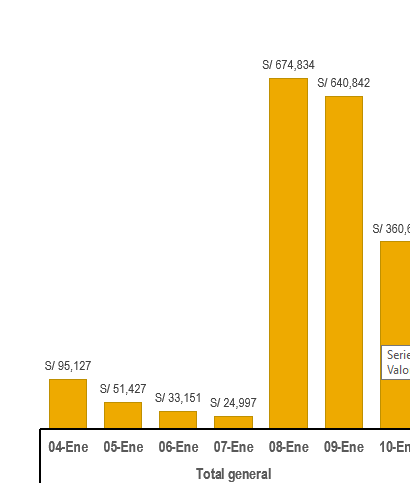 S/ 674,834
S/ 640,842
S/ 95,127
S/ 51,427
S/ 33,151
S/ 24,997
04-Ene 05-Ene 06-Ene 07-Ene 08-Ene 09-Ene
Total general